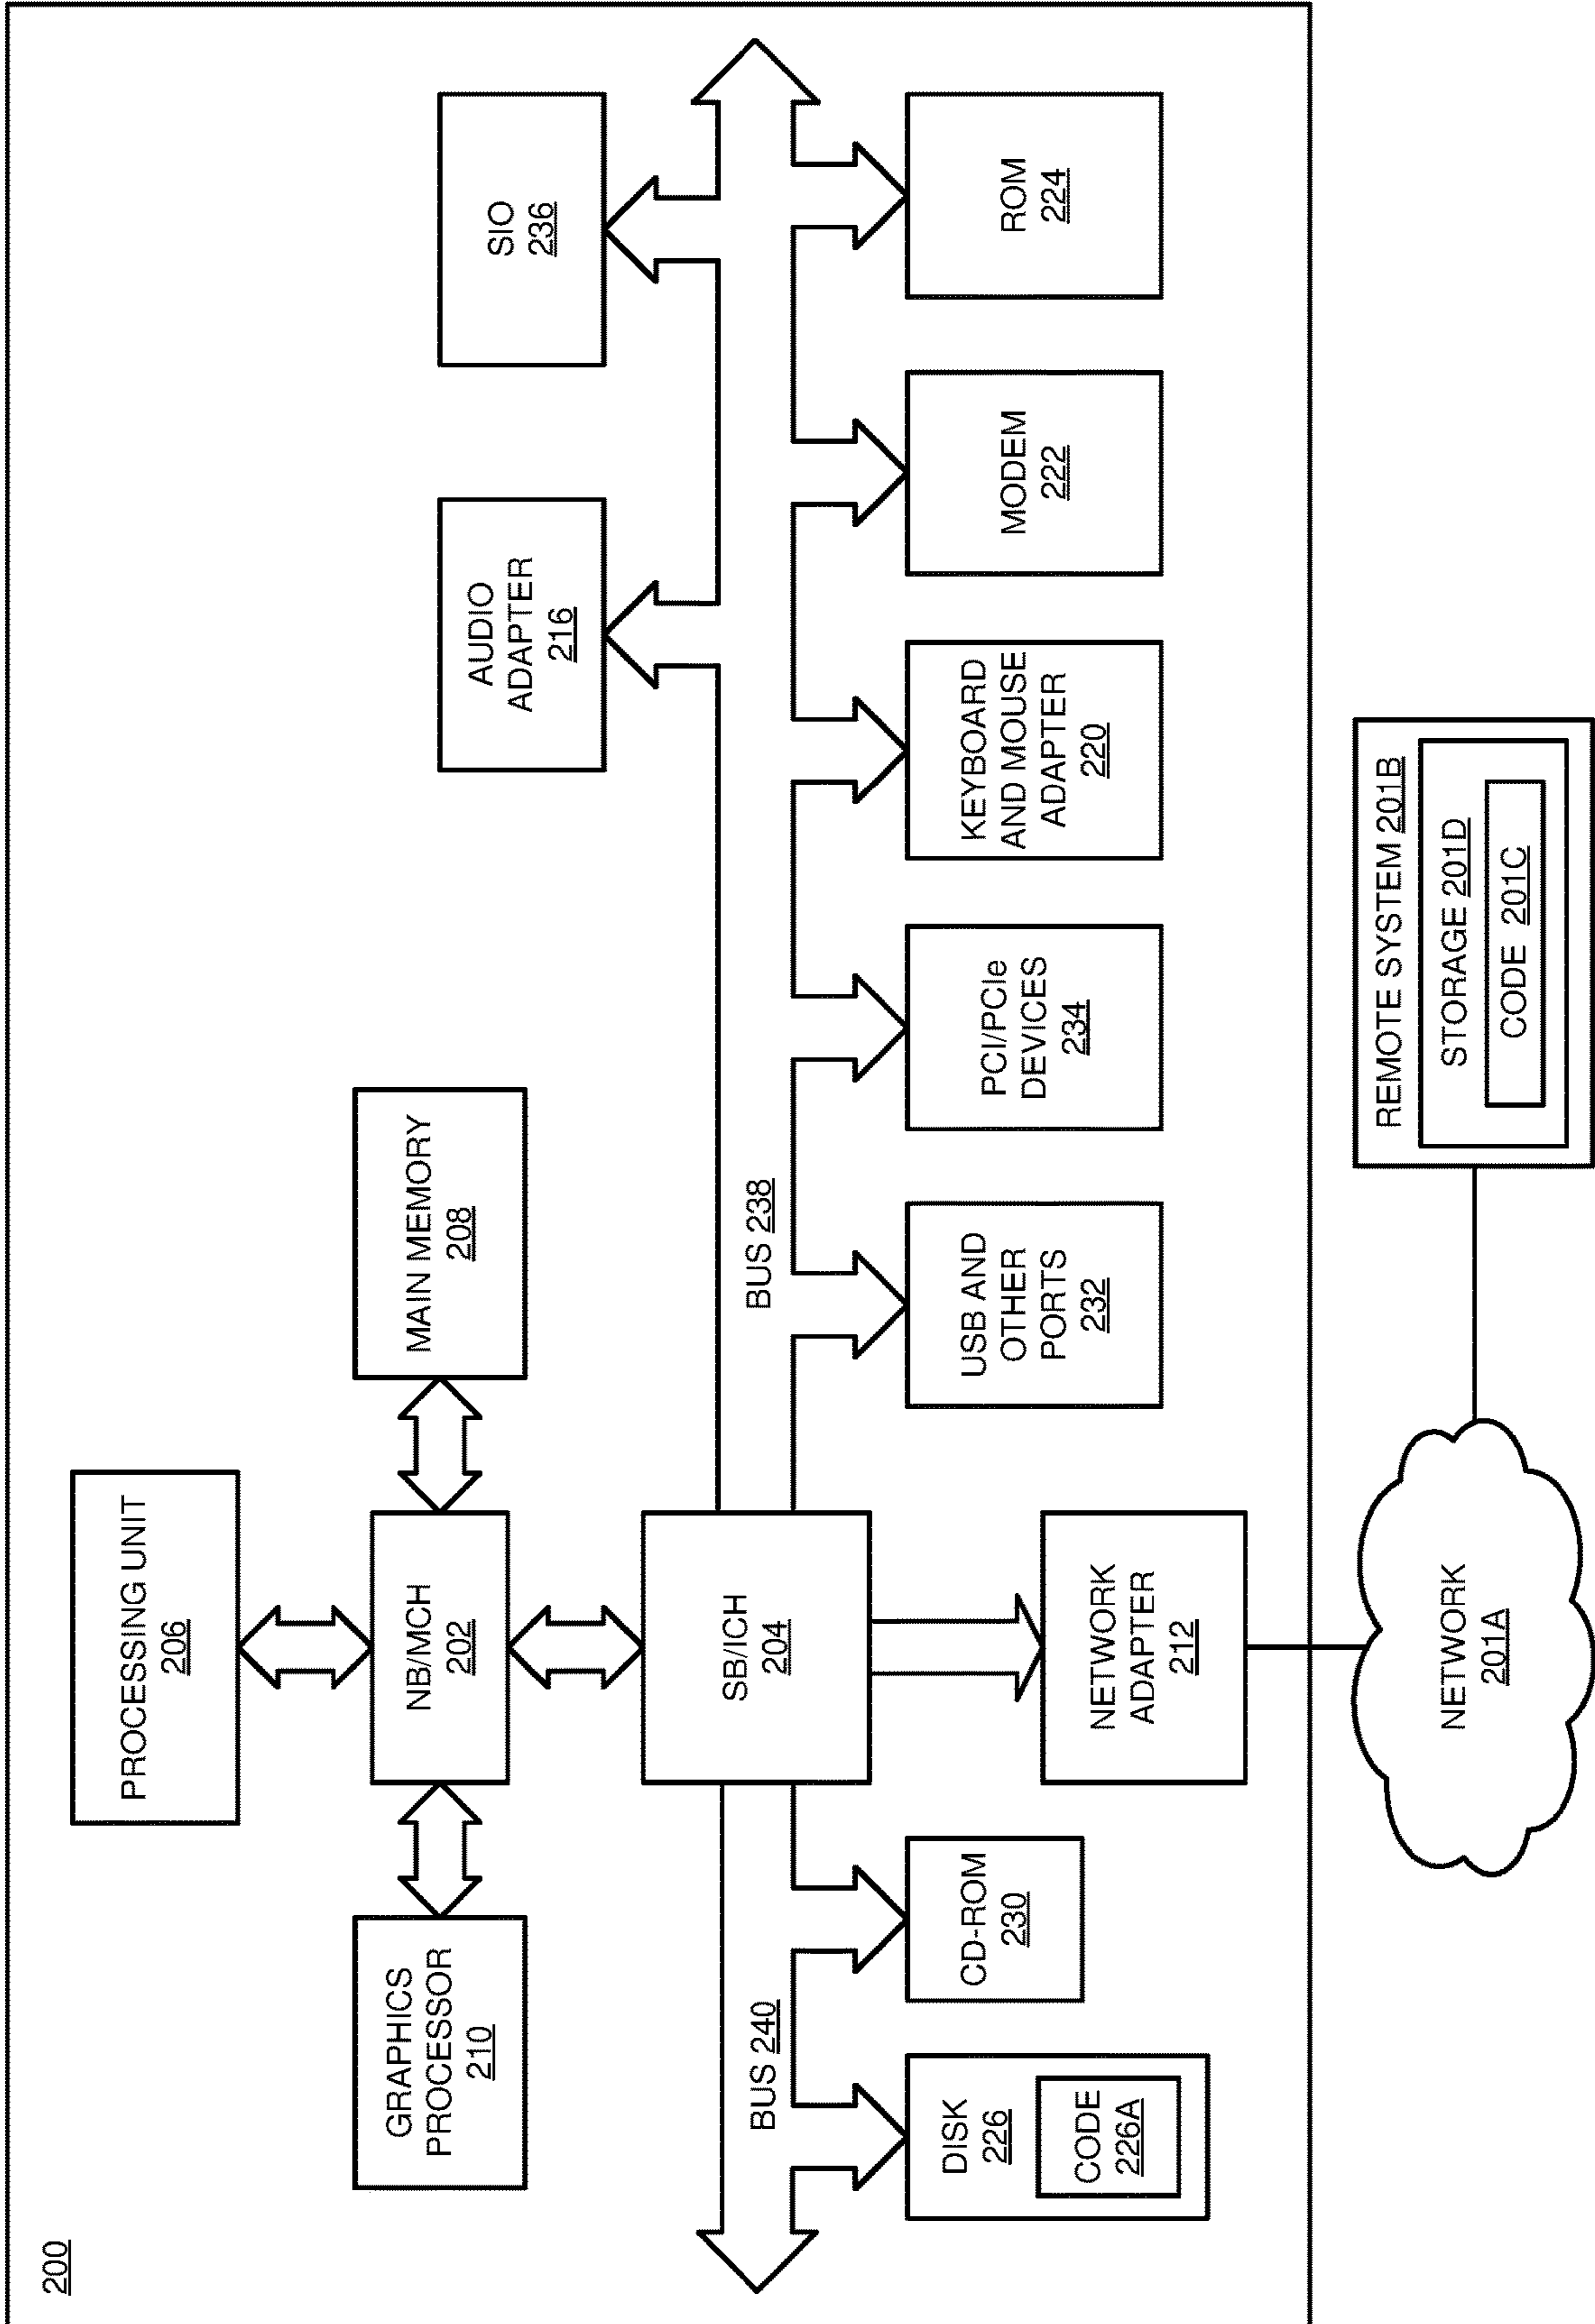 200
PROCESSING UNIT
206
GRAPHICS
PROCESSOR
210
NB/MCH
202
MAIN MEMORY
208
AUDIO
ADAPTER
216
SIO
236
SB/ICH
204
BUS 240
BUS 238
DISK
226
CODE
226A
CD-ROM
230
NETWORK
ADAPTER
212
USB AND
OTHER
PORTS
232
PCI/PCIe
DEVICES
234
KEYBOARD
AND MOUSE
ADAPTER
220
MODEM
222
ROM
224
NETWORK
201A
REMOTE SYSTEM 201B
STORAGE 201D
CODE 201C